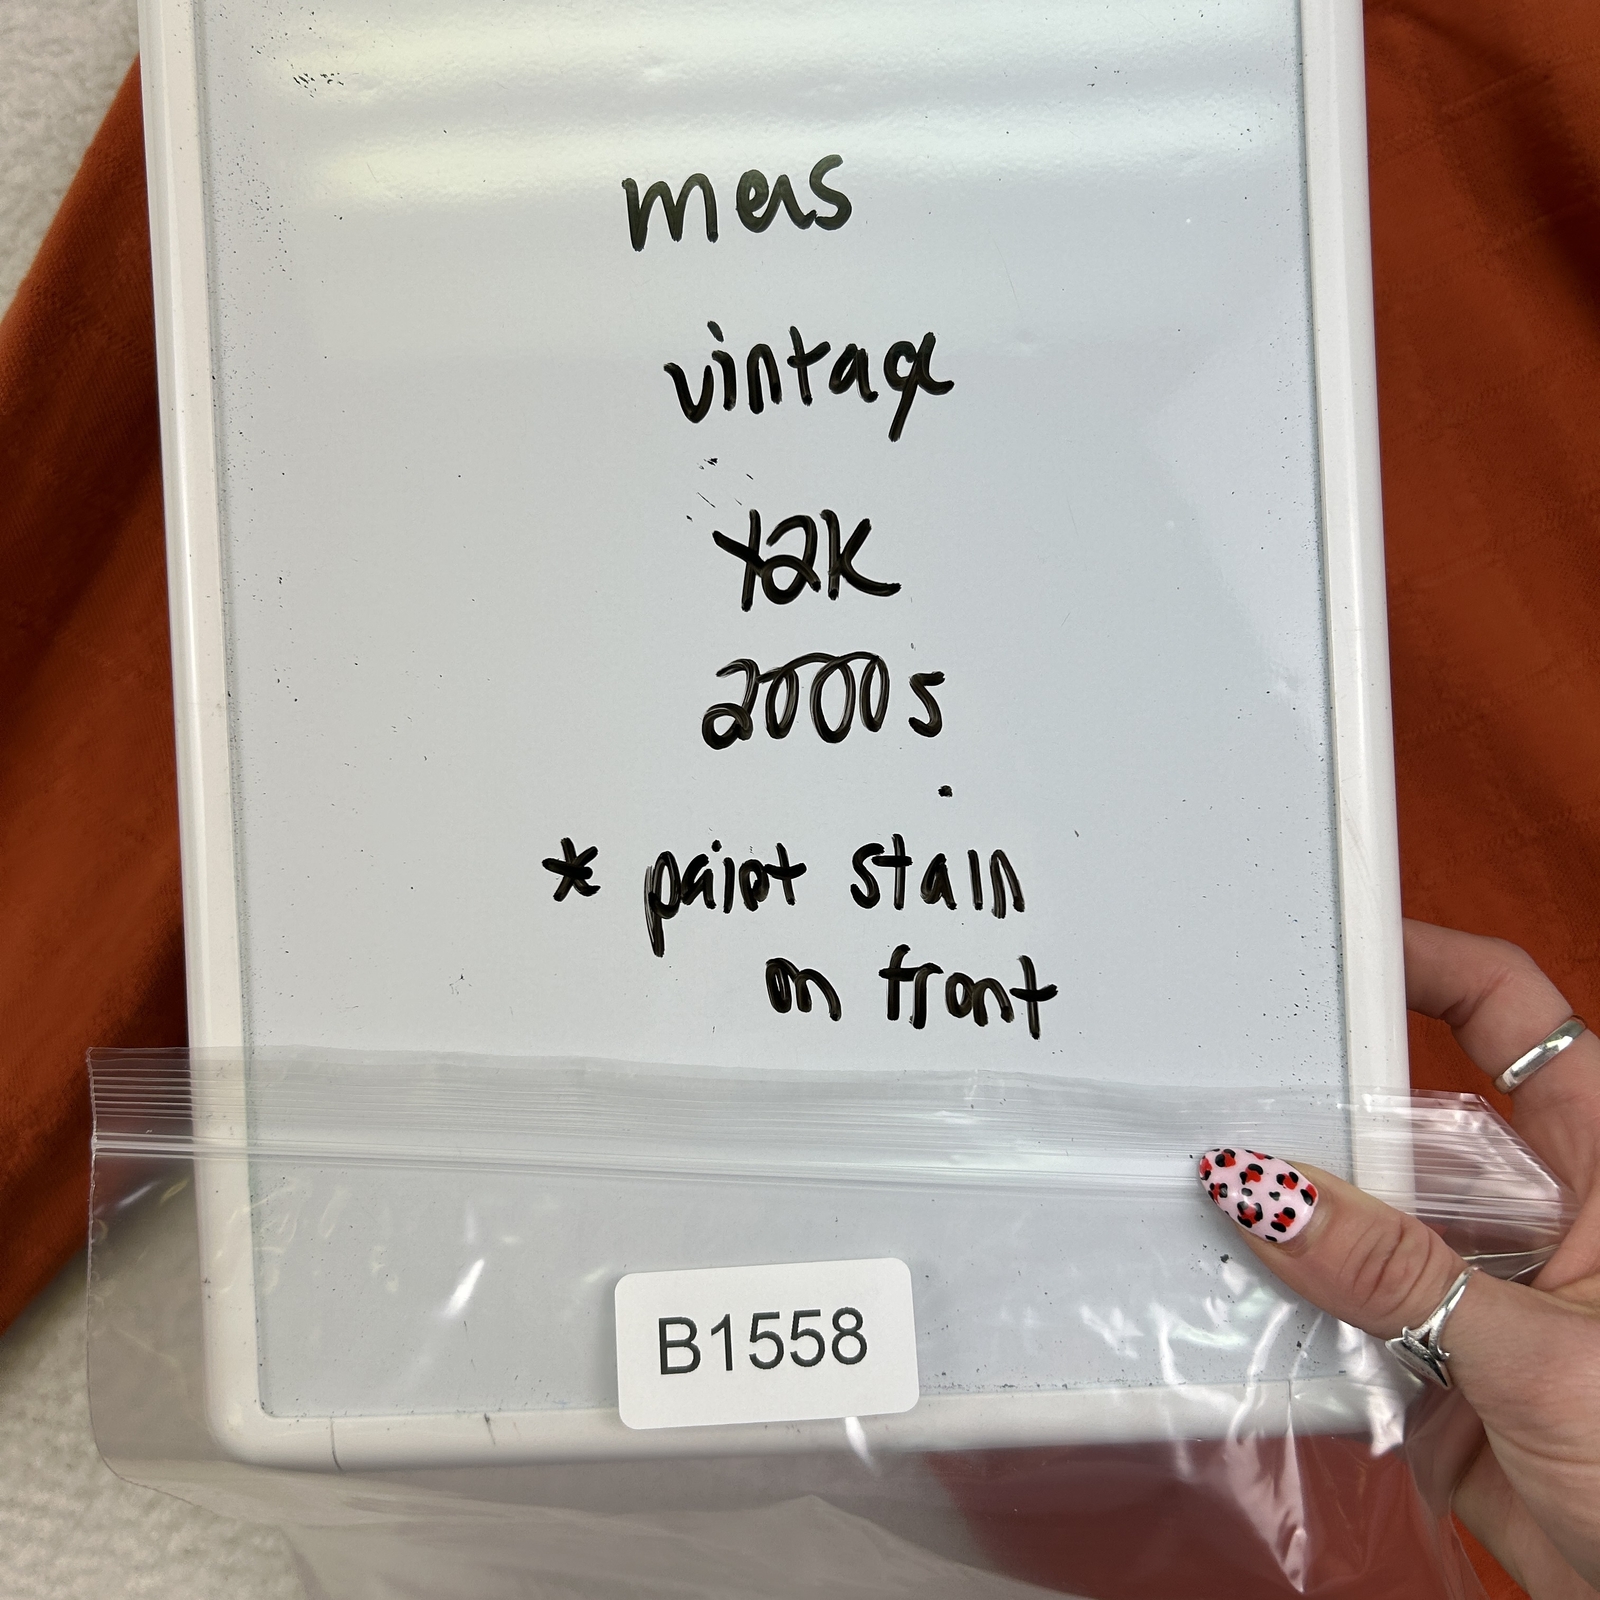 mens
vintage
Y2K
2000s
* paint stain
on front
B1558